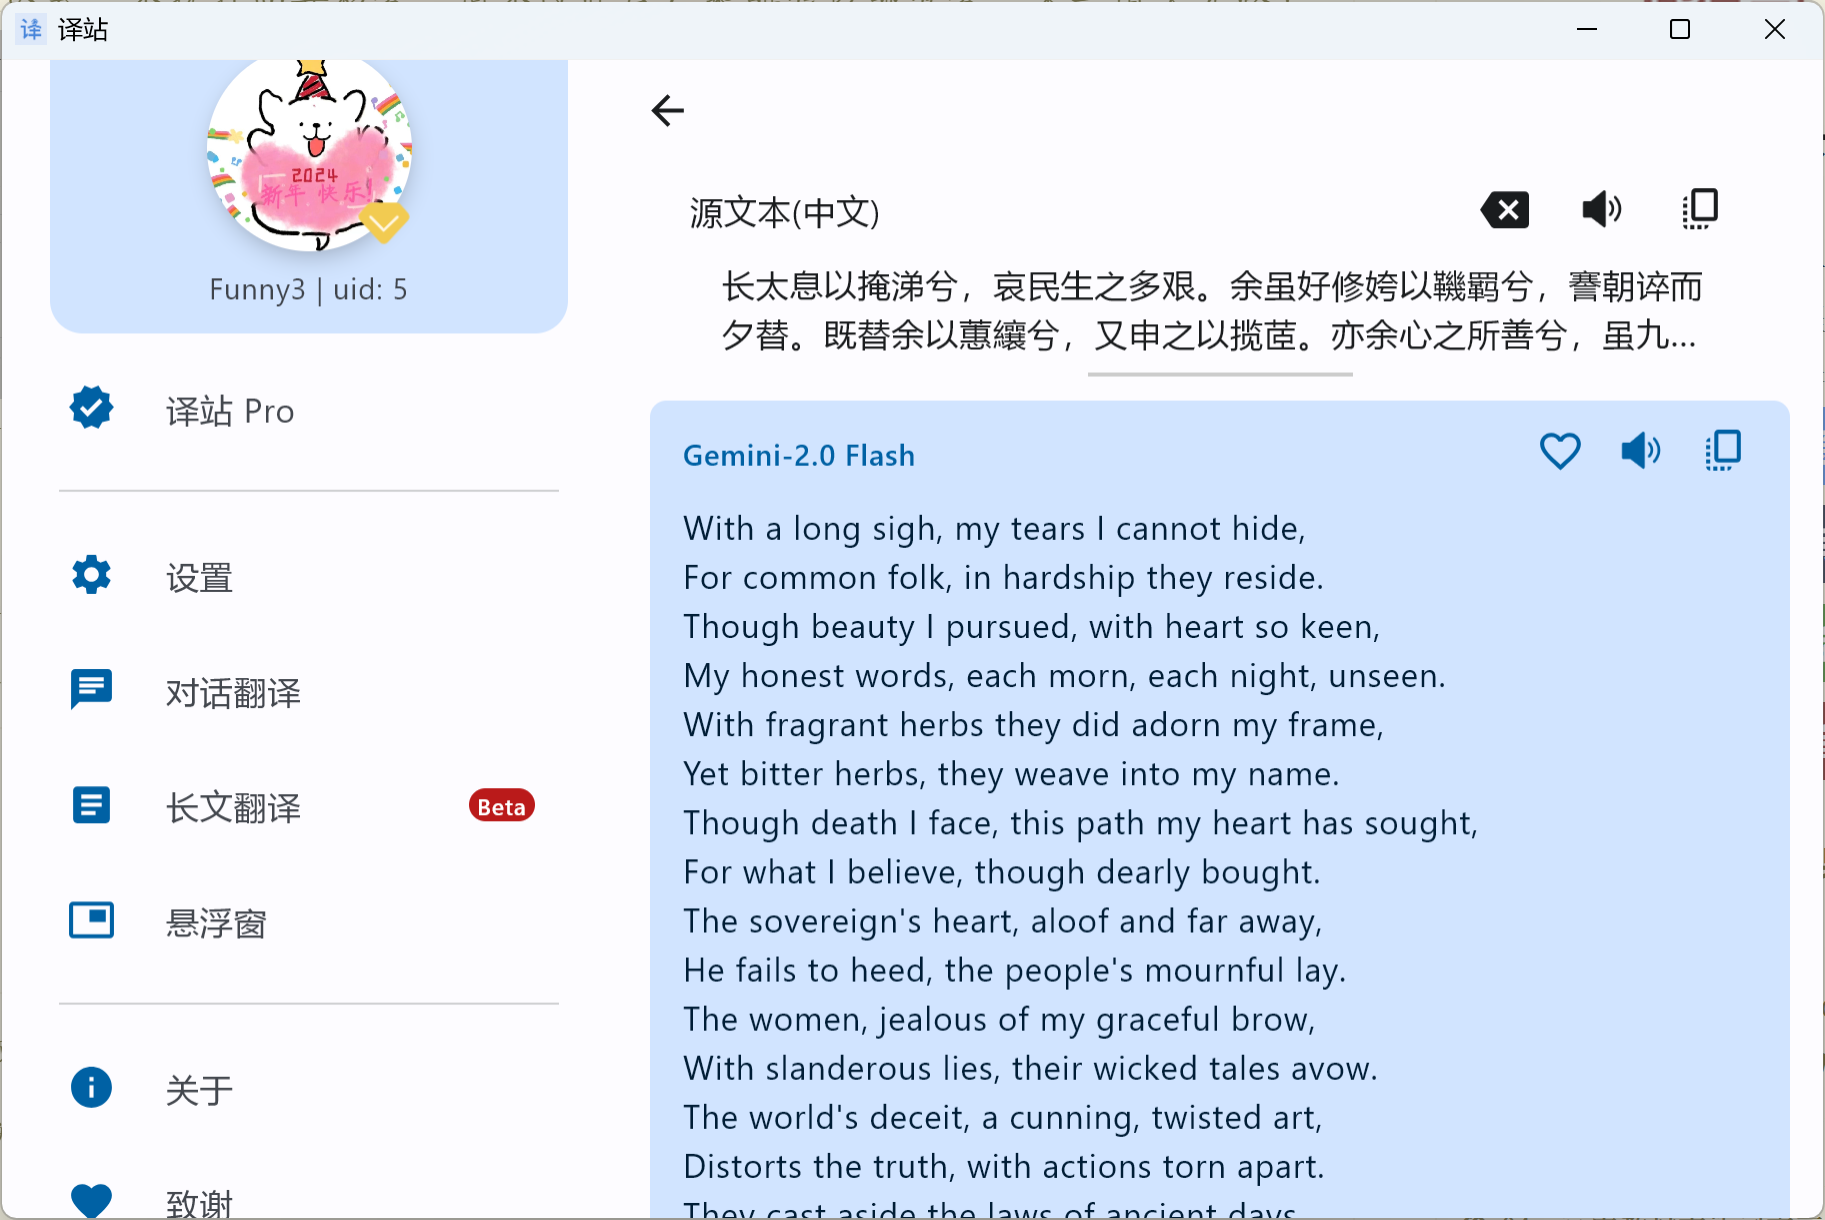 译 译站
2024
新年快乐!
Funny3 | uid: 5
译站 Pro
设置
对话翻译
长文翻译 Beta
悬浮窗
关于
致谢
源文本(中文)
长太息以掩涕兮，哀民生之多艰。余虽好修姱以鞿羁兮，謇朝谇而
夕替。既替余以蕙纕兮，又申之以揽茝。亦余心之所善兮，虽九...
Gemini-2.0 Flash
With a long sigh, my tears I cannot hide,
For common folk, in hardship they reside.
Though beauty I pursued, with heart so keen,
My honest words, each morn, each night, unseen.
With fragrant herbs they did adorn my frame,
Yet bitter herbs, they weave into my name.
Though death I face, this path my heart has sought,
For what I believe, though dearly bought.
The sovereign's heart, aloof and far away,
He fails to heed, the people's mournful lay.
The women, jealous of my graceful brow,
With slanderous lies, their wicked tales avow.
The world's deceit, a cunning, twisted art,
Distorts the truth, with actions torn apart.
They cast aside the laws of ancient days